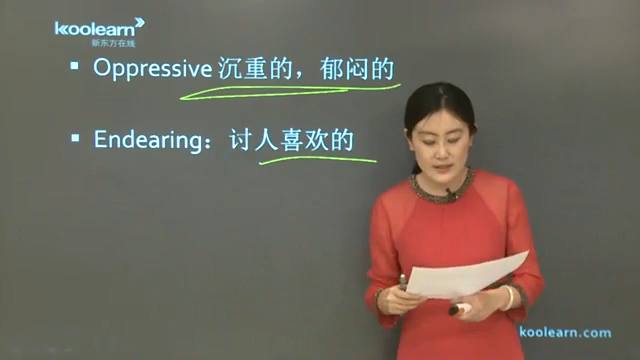 koolearn
新东方在线
▪ Oppressive 沉重的，郁闷的
▪ Endearing：讨人喜欢的
koolearn.com